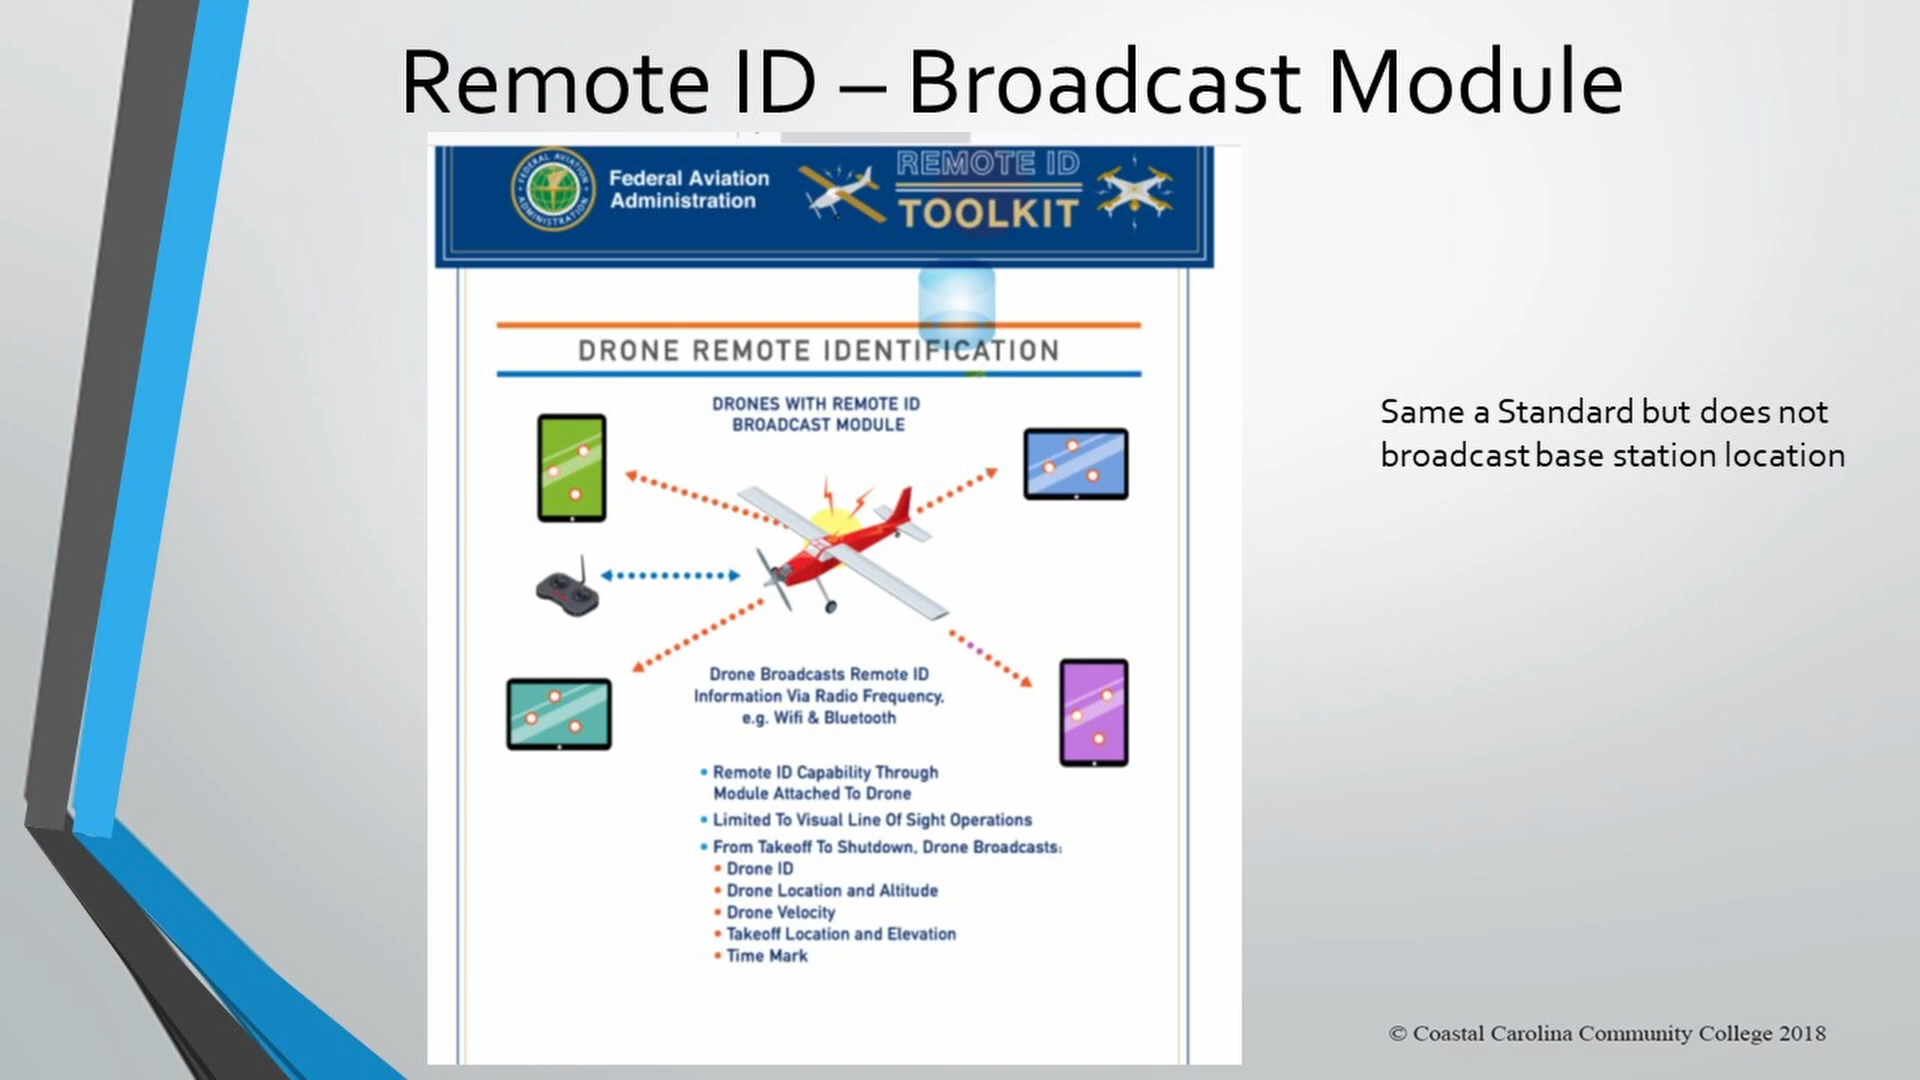 Remote ID – Broadcast Module
FEDERAL AVIATION
ADMINISTRATION
Federal Aviation
Administration
REMOTE ID
TOOLKIT
DRONE REMOTE IDENTIFICATION
DRONES WITH REMOTE ID
BROADCAST MODULE
Drone Broadcasts Remote ID
Information Via Radio Frequency,
e.g. Wifi & Bluetooth
• Remote ID Capability Through
Module Attached To Drone
• Limited To Visual Line Of Sight Operations
• From Takeoff To Shutdown, Drone Broadcasts:
• Drone ID
• Drone Location and Altitude
• Drone Velocity
• Takeoff Location and Elevation
• Time Mark
Same a Standard but does not
broadcast base station location
© Coastal Carolina Community College 2018